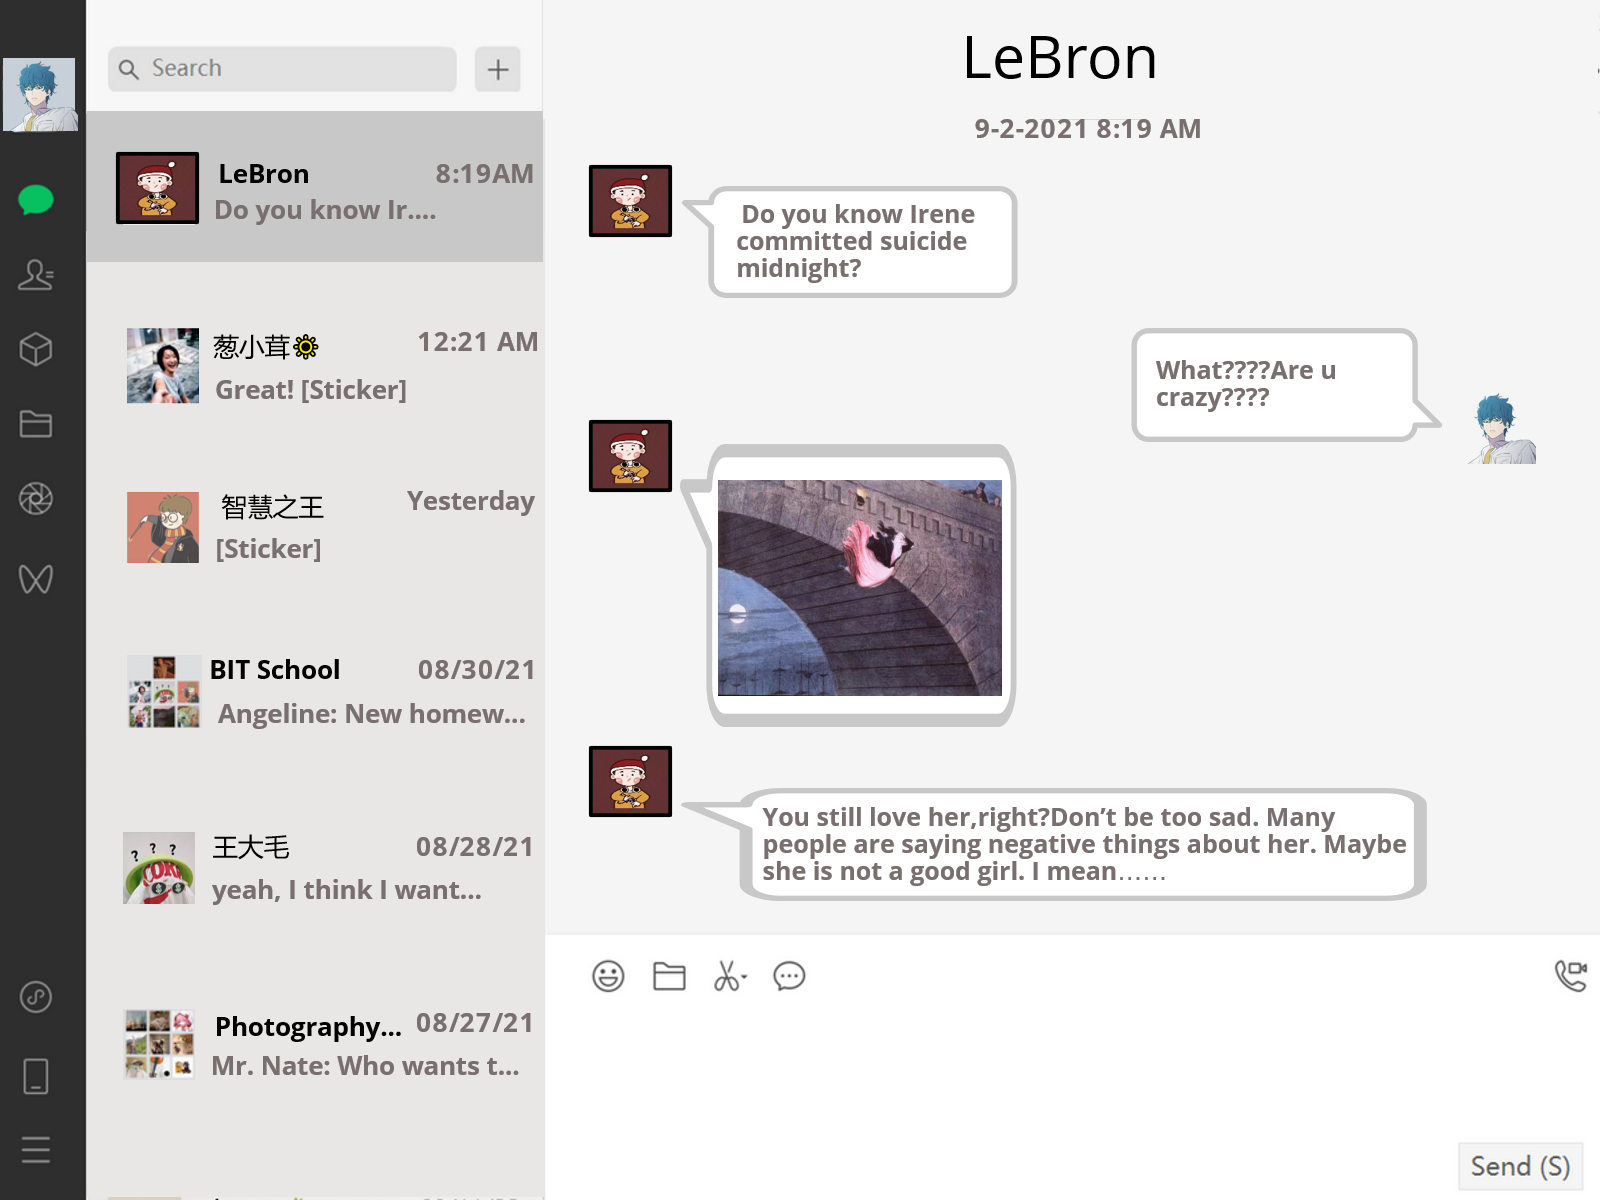 Search
LeBron
8:19AM
Do you know Ir....
葱小茸
12:21 AM
Great! [Sticker]
智慧之王
Yesterday
[Sticker]
BIT School
08/30/21
Angeline: New homew...
王大毛
08/28/21
yeah, I think I want...
Photography...
08/27/21
Mr. Nate: Who wants t...
LeBron
9-2-2021 8:19 AM
Do you know Irene
committed suicide
midnight?
What????Are u
crazy????
You still love her,right?Don’t be too sad. Many
people are saying negative things about her. Maybe
she is not a good girl. I mean……
Send (S)